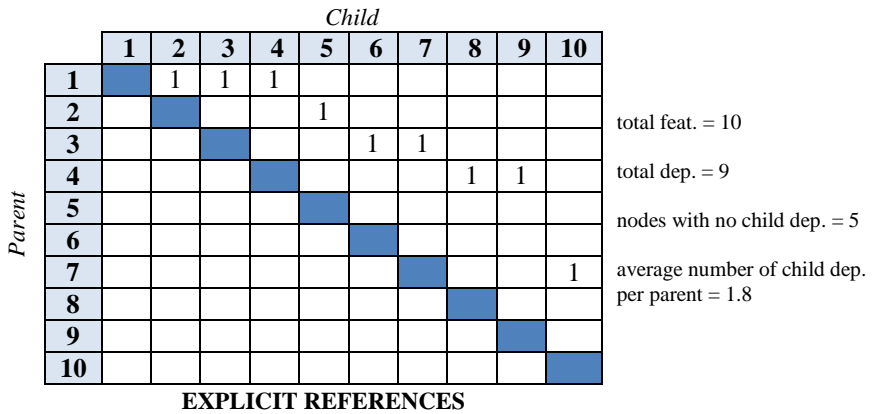 Child
1 2 3 4 5 6 7 8 9 10
1 1 1 1
2 1
3 1 1
4 1 1
5
6
7 1
8
9
10
Parent
EXPLICIT REFERENCES
total feat. = 10
total dep. = 9
nodes with no child dep. = 5
average number of child dep.
per parent = 1.8